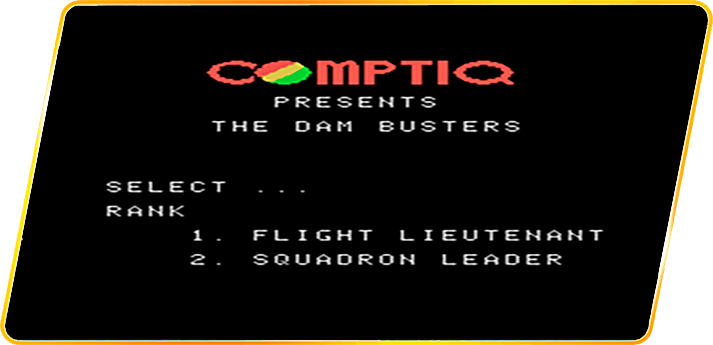 COMPTIQ
PRESENTS
THE DAM BUSTERS
SELECT ...
RANK
1. FLIGHT LIEUTENANT
2. SQUADRON LEADER